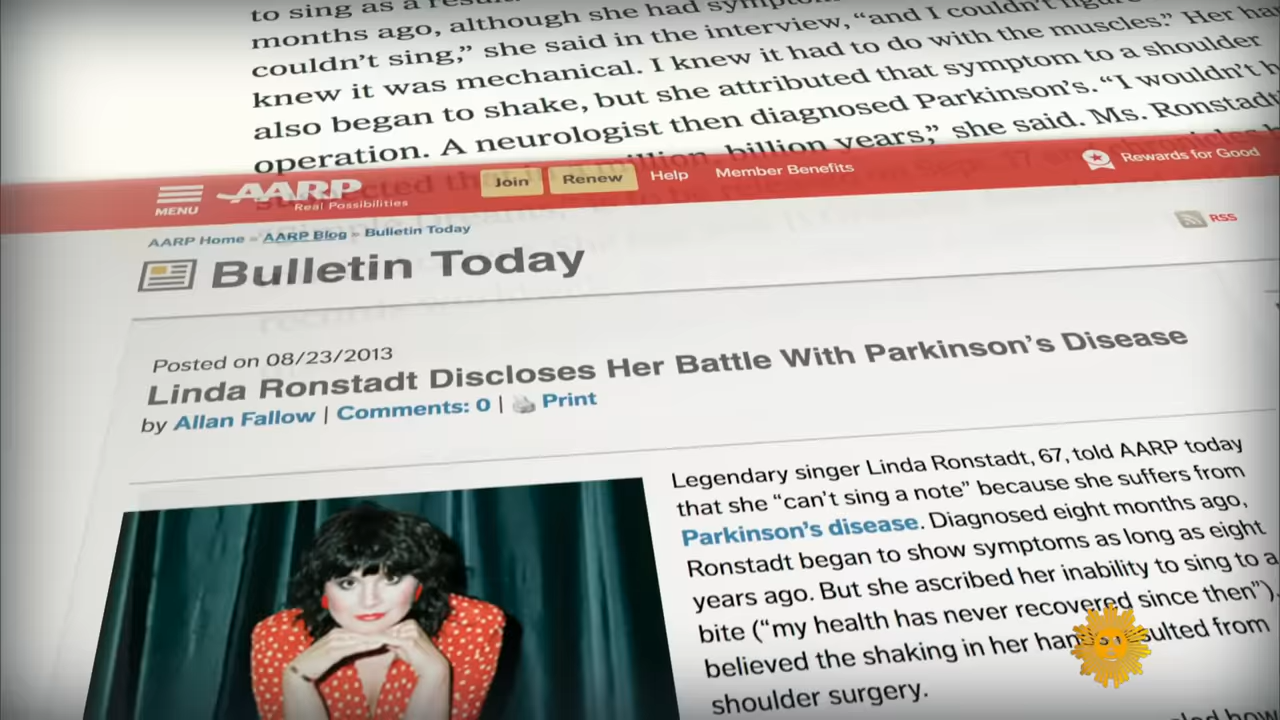 to sing as a
months ago, although she had
couldn't sing,” she said in the interview, “and I couldn't
knew it was mechanical. I knew it had to do with the muscles.” Her
also began to shake, but she attributed that symptom to a shoulder
operation. A neurologist then diagnosed Parkinson's. “I wouldn't
million, billion years,” she said. Ms. Ronstadt
MENU
AARP
Real Possibilities
Join
Renew
Help
Member Benefits
Rewards for Good
AARP Home » AARP Blog » Bulletin Today
RSS
Bulletin Today
Posted on 08/23/2013
Linda Ronstadt Discloses Her Battle With Parkinson's Disease
by Allan Fallow | Comments: 0 | Print
Legendary singer Linda Ronstadt, 67, told AARP today
that she “can't sing a note” because she suffers from
Parkinson's disease. Diagnosed eight months ago,
Ronstadt began to show symptoms as long as eight
years ago. But she ascribed her inability to sing to a
bite (“my health has never recovered since then”),
believed the shaking in her from
shoulder surgery.
how